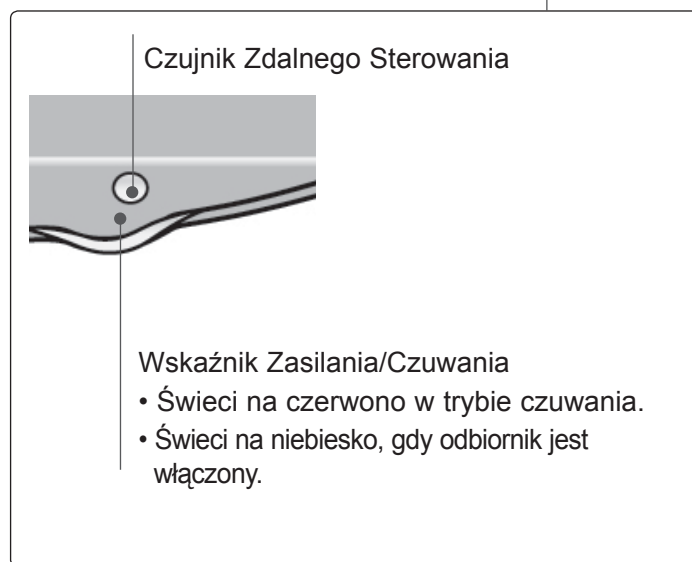 Czujnik Zdalnego Sterowania
Wskaźnik Zasilania/Czuwania
• Świeci na czerwono w trybie czuwania.
• Świeci na niebiesko, gdy odbiornik jest
włączony.